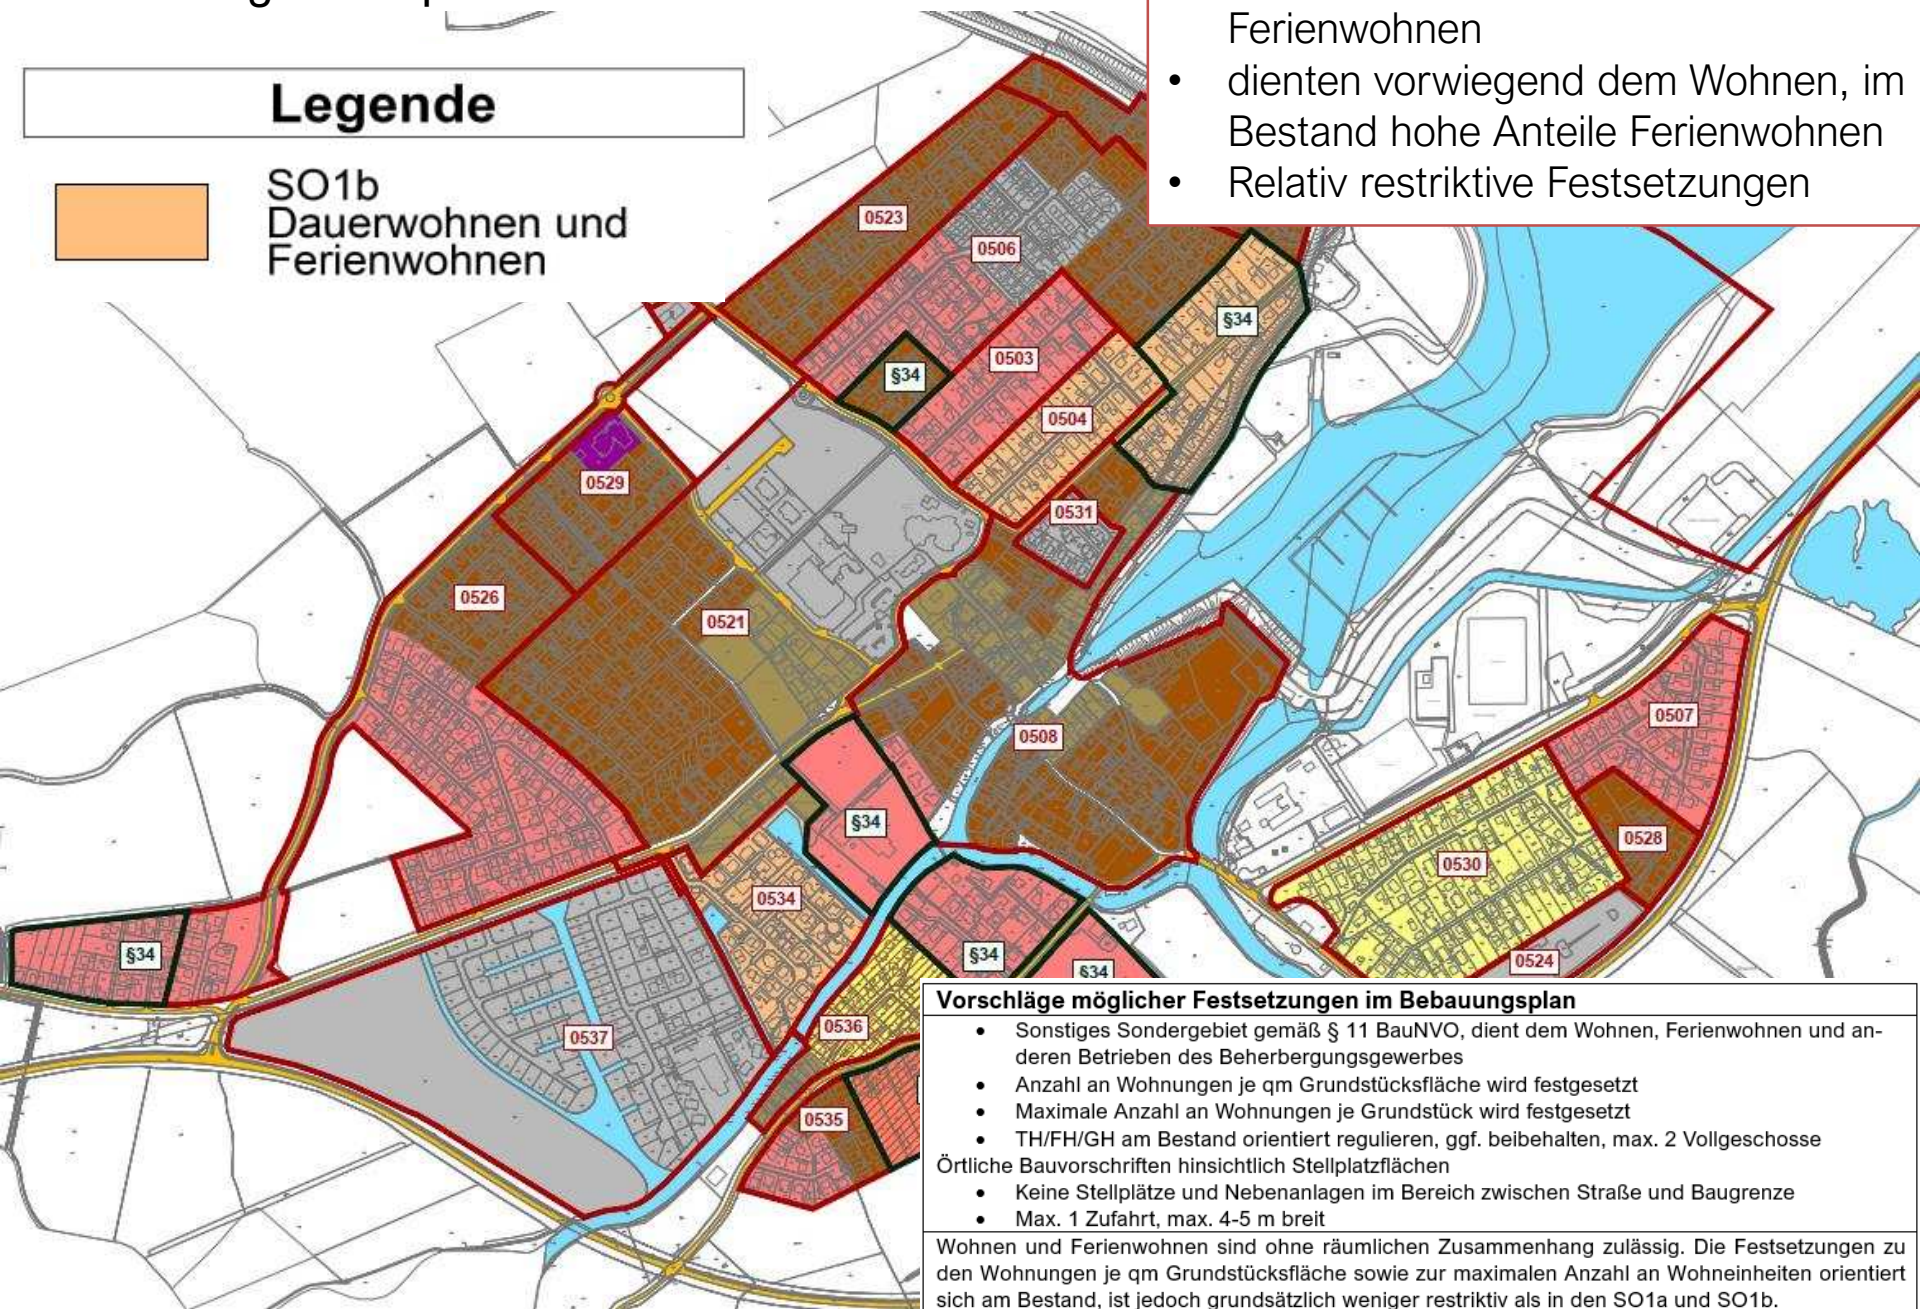 Legende
SO1b
Dauerwohnen und
Ferienwohnen
Ferienwohnen
• dienten vorwiegend dem Wohnen, im
Bestand hohe Anteile Ferienwohnen
• Relativ restriktive Festsetzungen
0523
0506
§34
0503
§34
0504
0529
0531
0526
0521
0507
0508
§34
0528
0530
0534
§34
§34
§34
0524
0536
0537
0535
Vorschläge möglicher Festsetzungen im Bebauungsplan
• Sonstiges Sondergebiet gemäß § 11 BauNVO, dient dem Wohnen, Ferienwohnen und an-
deren Betrieben des Beherbergungsgewerbes
• Anzahl an Wohnungen je qm Grundstücksfläche wird festgesetzt
• Maximale Anzahl an Wohnungen je Grundstück wird festgesetzt
• TH/FH/GH am Bestand orientiert regulieren, ggf. beibehalten, max. 2 Vollgeschosse
Örtliche Bauvorschriften hinsichtlich Stellplatzflächen
• Keine Stellplätze und Nebenanlagen im Bereich zwischen Straße und Baugrenze
• Max. 1 Zufahrt, max. 4-5 m breit
Wohnen und Ferienwohnen sind ohne räumlichen Zusammenhang zulässig. Die Festsetzungen zu
den Wohnungen je qm Grundstücksfläche sowie zur maximalen Anzahl an Wohneinheiten orientiert
sich am Bestand, ist jedoch grundsätzlich weniger restriktiv als in den SO1a und SO1b.